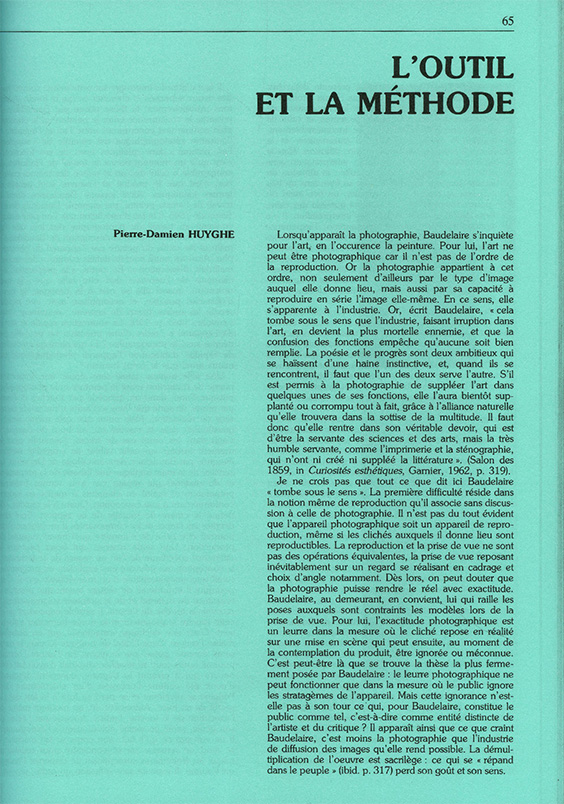 65
L'OUTIL
ET LA MÉTHODE
Pierre-Damien HUYGHE
Lorsqu'apparaît la photographie, Baudelaire s'inquiète
pour l'art, en l'occurence la peinture. Pour lui, l'art ne
peut être photographique car il n'est pas de l'ordre de
la reproduction. Or la photographie appartient à cet
ordre, non seulement d'ailleurs par le type d'image
auquel elle donne lieu, mais aussi par sa capacité à
reproduire en série l'image elle-même. En ce sens, elle
s'apparente à l'industrie. Or, écrit Baudelaire, « cela
tombe sous le sens que l'industrie, faisant irruption dans
l'art, en devient la plus mortelle ennemie, et que la
confusion des fonctions empêche qu'aucune soit bien
remplie. La poésie et le progrès sont deux ambitieux qui
se haïssent d'une haine instinctive, et, quand ils se
rencontrent, il faut que l'un des deux serve l'autre. S'il
est permis à la photographie de suppléer l'art dans
quelques unes de ses fonctions, elle l'aura bientôt sup-
planté ou corrompu tout à fait, grâce à l'alliance naturelle
qu'elle trouvera dans la sottise de la multitude. Il faut
donc qu'elle rentre dans son véritable devoir, qui est
d'être la servante des sciences et des arts, mais la très
humble servante, comme l'imprimerie et la sténographie,
qui n'ont ni créé ni suppléé la littérature ». (Salon des
1859, in Curiosités esthétiques, Garnier, 1962, p. 319).
Je ne crois pas que tout ce que dit ici Baudelaire
« tombe sous le sens ». La première difficulté réside dans
la notion même de reproduction qu'il associe sans discus-
sion à celle de photographie. Il n'est pas du tout évident
que l'appareil photographique soit un appareil de repro-
duction, même si les clichés auxquels il donne lieu sont
reproductibles. La reproduction et la prise de vue ne sont
pas des opérations équivalentes, la prise de vue reposant
inévitablement sur un regard se réalisant en cadrage et
choix d'angle notamment. Dès lors, on peut douter que
la photographie puisse rendre le réel avec exactitude.
Baudelaire, au demeurant, en convient, lui qui raille les
poses auxquels sont contraints les modèles lors de la
prise de vue. Pour lui, l'exactitude photographique est
un leurre dans la mesure où le cliché repose en réalité
sur une mise en scène qui peut ensuite, au moment de
la contemplation du produit, être ignorée ou méconnue.
C'est peut-être là que se trouve la thèse la plus ferme-
ment posée par Baudelaire : le leurre photographique ne
peut fonctionner que dans la mesure où le public ignore
les stratagèmes de l'appareil. Mais cette ignorance n'est-
elle pas à son tour ce qui, pour Baudelaire, constitue le
public comme tel, c'est-à-dire comme entité distincte de
l'artiste et du critique ? Il apparaît ainsi que ce que craint
Baudelaire, c'est moins la photographie que l'industrie
de diffusion des images qu'elle rend possible. La démul-
tiplication de l'oeuvre est sacrilège : ce qui se « répand
dans le peuple » (ibid. p. 317) perd son goût et son sens.